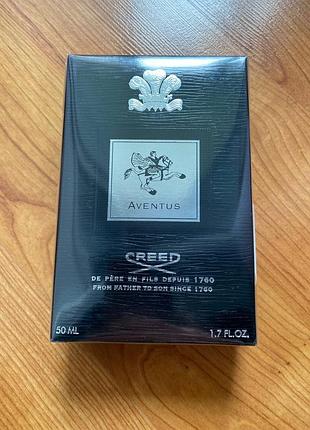 AVENTUS
CREED
DE PÈRE EN FILS DEPUIS 1760
FROM FATHER TO SON SINCE 1760
50 ML 1.7 FL.OZ.